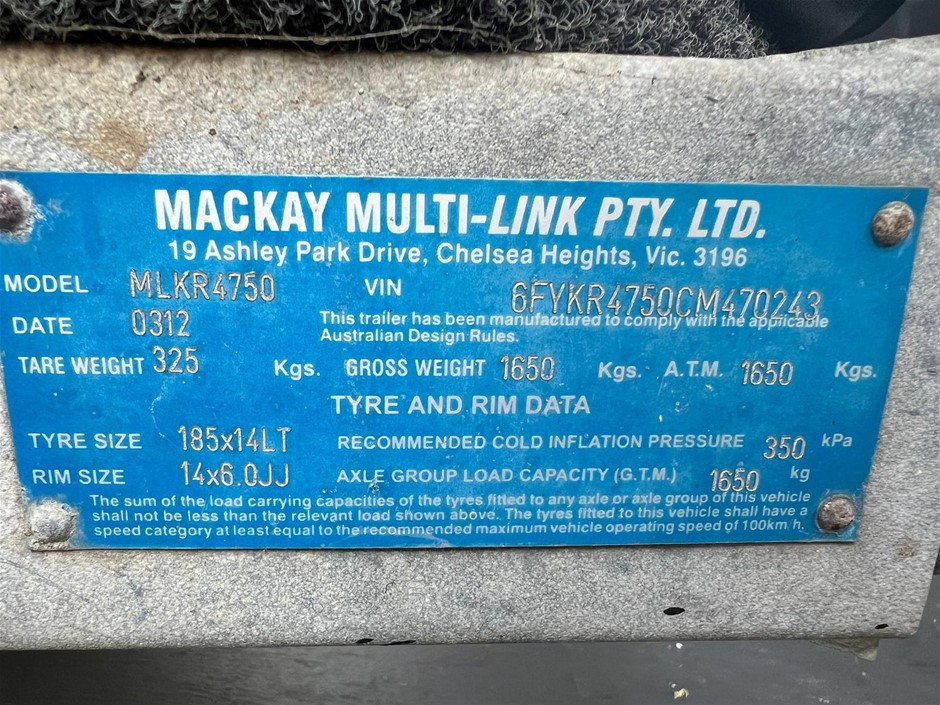 MACKAY MULTI-LINK PTY. LTD.
19 Ashley Park Drive, Chelsea Heights, Vic. 3196
MODEL MLKR4750 VIN 6FYKR4750CM470243
DATE 0312 This trailer has been manufactured to comply with the applicable
Australian Design Rules.
TARE WEIGHT 325 Kgs. GROSS WEIGHT 1650 Kgs. A.T.M. 1650 Kgs.
TYRE AND RIM DATA
TYRE SIZE 185x14LT RECOMMENDED COLD INFLATION PRESSURE 350 kPa
RIM SIZE 14x6.0JJ AXLE GROUP LOAD CAPACITY (G.T.M.) 1650 kg
The sum of the load carrying capacities of the tyres fitted to any axle or axle group of this vehicle
shall not be less than the relevant load shown above. The tyres fitted to this vehicle shall have a
speed category at least equal to the recommended maximum vehicle operating speed of 100km/h.